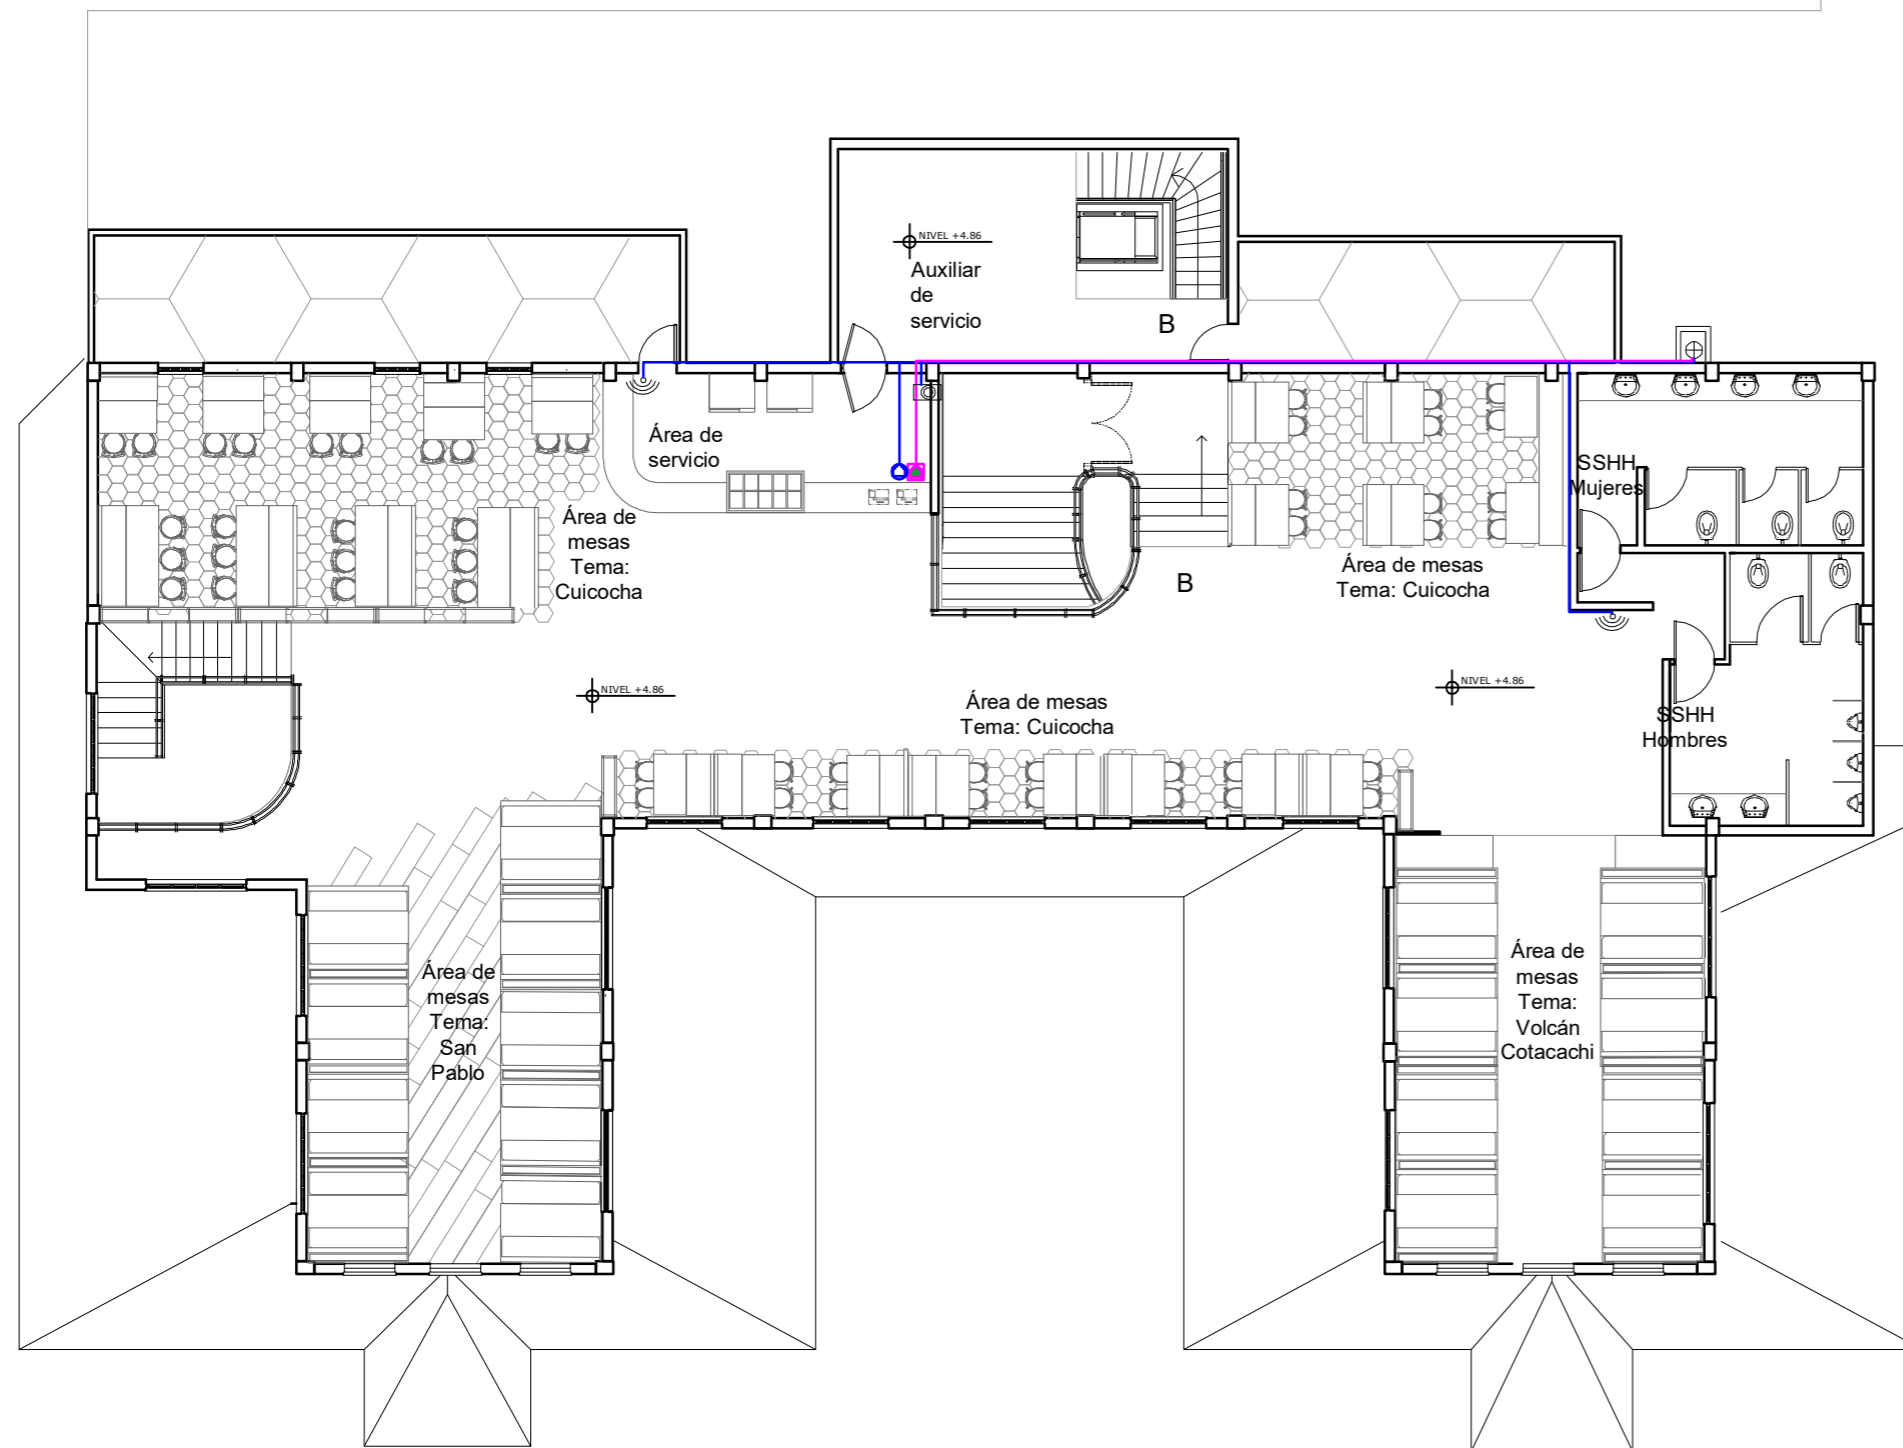 NIVEL +4.86
Auxiliar
de
servicio
B
Área de
servicio
SSHH
Mujeres
Área de
mesas
Tema:
Cuicocha
Área de mesas
Tema: Cuicocha
B
NIVEL +4.86
NIVEL +4.86
Área de mesas
Tema: Cuicocha
SSHH
Hombres
Área de
mesas
Tema:
San
Pablo
Área de
mesas
Tema:
Volcán
Cotacachi